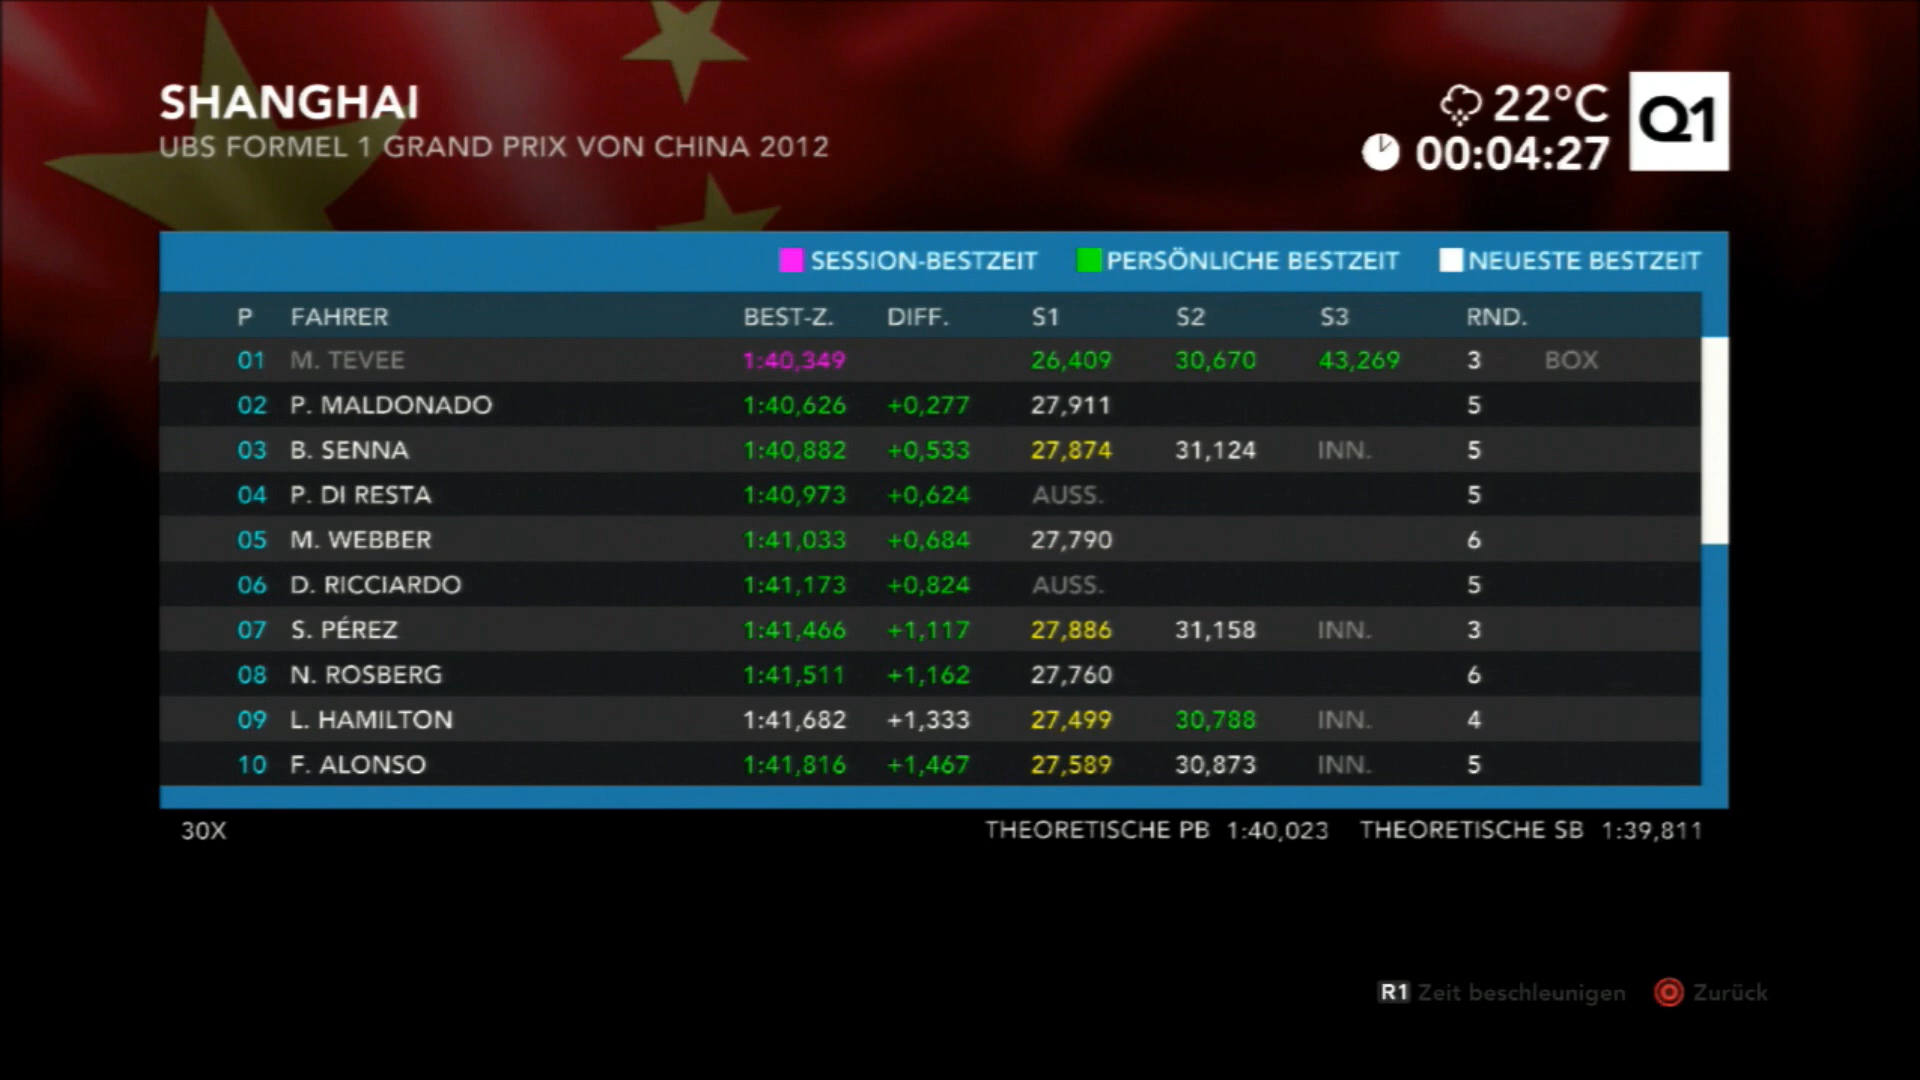 SHANGHAI
UBS FORMEL 1 GRAND PRIX VON CHINA 2012
22°C
00:04:27
Q1
SESSION-BESTZEIT PERSÖNLICHE BESTZEIT NEUESTE BESTZEIT
P FAHRER BEST-Z. DIFF. S1 S2 S3 RND.
01 M. TEVEE 1:40,349 26,409 30,670 43,269 3 BOX
02 P. MALDONADO 1:40,626 +0,277 27,911 5
03 B. SENNA 1:40,882 +0,533 27,874 31,124 INN. 5
04 P. DI RESTA 1:40,973 +0,624 AUSS. 5
05 M. WEBBER 1:41,033 +0,684 27,790 6
06 D. RICCIARDO 1:41,173 +0,824 AUSS. 5
07 S. PÉREZ 1:41,466 +1,117 27,886 31,158 INN. 3
08 N. ROSBERG 1:41,511 +1,162 27,760 6
09 L. HAMILTON 1:41,682 +1,333 27,499 30,788 INN. 4
10 F. ALONSO 1:41,816 +1,467 27,589 30,873 INN. 5
30X THEORETISCHE PB 1:40,023 THEORETISCHE SB 1:39,811
R1 Zeit beschleunigen Zurück